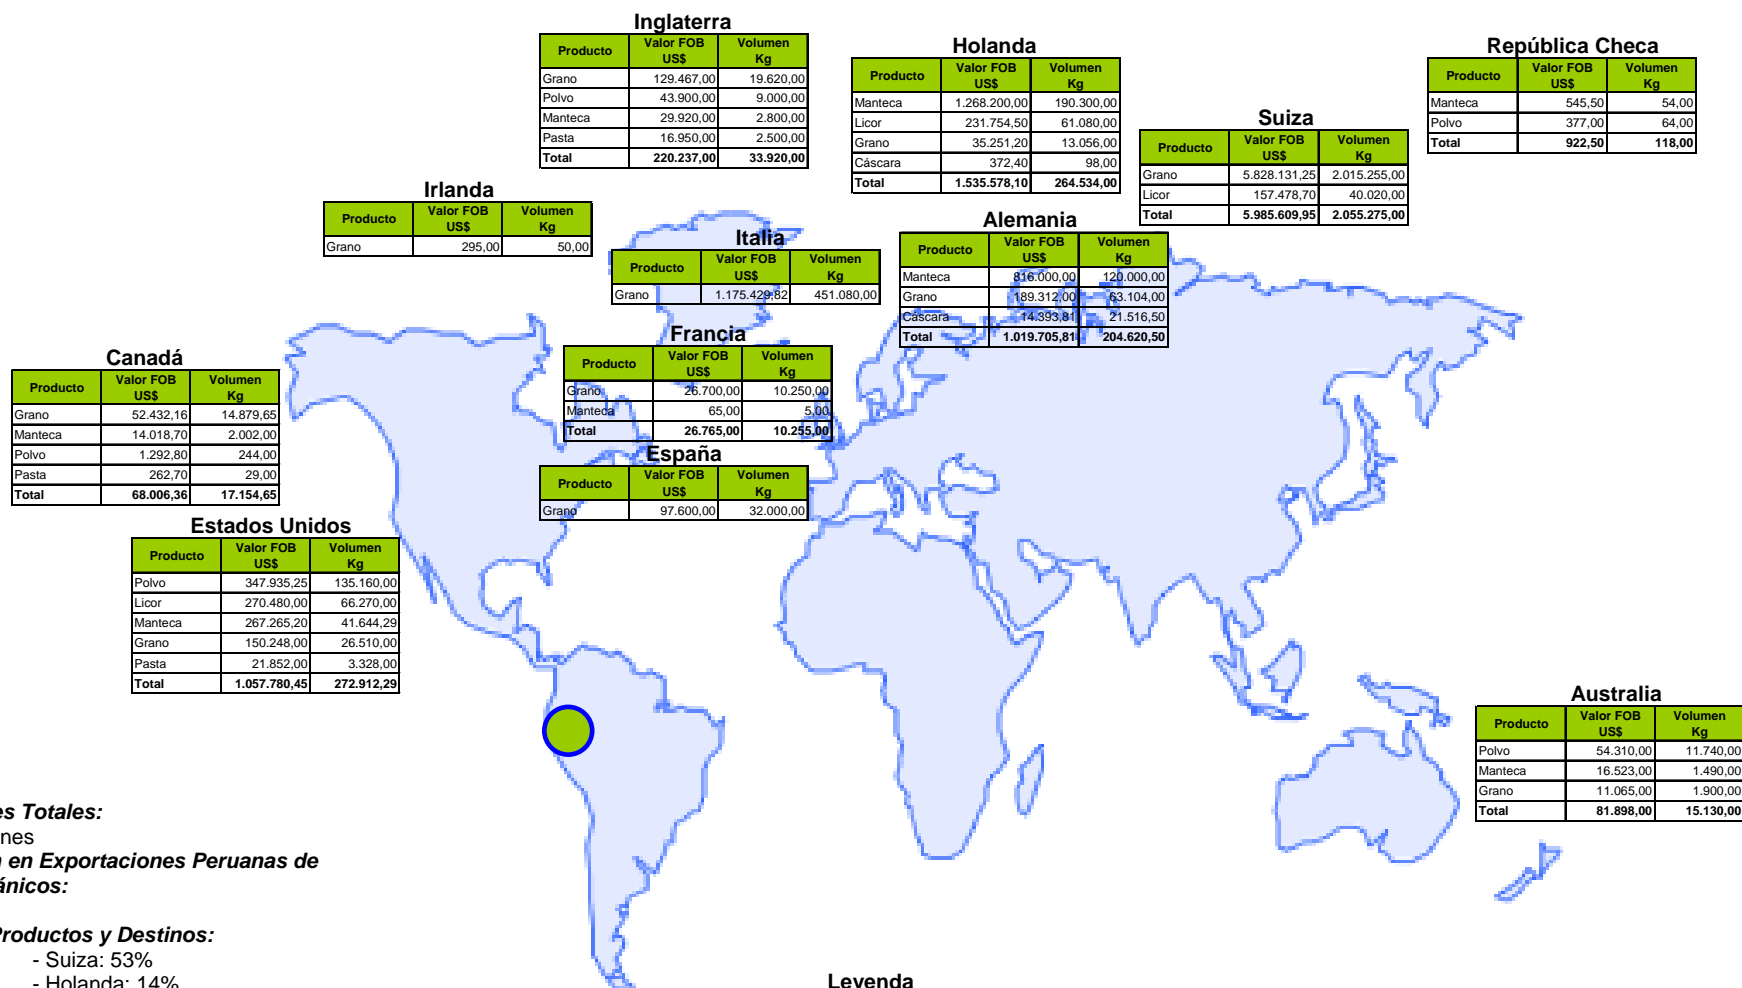 Inglaterra
Producto Valor FOB US$ Volumen Kg
Grano 129.467,00 19.620,00
Polvo 43.900,00 9.000,00
Manteca 29.920,00 2.800,00
Pasta 16.950,00 2.500,00
Total 220.237,00 33.920,00
Holanda
Producto Valor FOB US$ Volumen Kg
Manteca 1.268.200,00 190.300,00
Licor 231.754,50 61.080,00
Grano 35.251,20 13.056,00
Cáscara 372,40 98,00
Total 1.535.578,10 264.534,00
República Checa
Producto Valor FOB US$ Volumen Kg
Manteca 545,50 54,00
Polvo 377,00 64,00
Total 922,50 118,00
Suiza
Producto Valor FOB US$ Volumen Kg
Grano 5.828.131,25 2.015.255,00
Licor 157.478,70 40.020,00
Total 5.985.609,95 2.055.275,00
Irlanda
Producto Valor FOB US$ Volumen Kg
Grano 295,00 50,00
Italia
Producto Valor FOB US$ Volumen Kg
Grano 1.175.429,82 451.080,00
Alemania
Producto Valor FOB US$ Volumen Kg
Manteca 816.000,00 120.000,00
Grano 189.312,00 63.104,00
Cáscara 14.393,81 21.516,50
Total 1.019.705,81 204.620,50
Francia
Producto Valor FOB US$ Volumen Kg
Grano 26.700,00 10.250,00
Manteca 65,00 5,00
Total 26.765,00 10.255,00
Canadá
Producto Valor FOB US$ Volumen Kg
Grano 52.432,16 14.879,65
Manteca 14.018,70 2.002,00
Polvo 1.292,80 244,00
Pasta 262,70 29,00
Total 68.006,36 17.154,65
España
Producto Valor FOB US$ Volumen Kg
Grano 97.600,00 32.000,00
Estados Unidos
Producto Valor FOB US$ Volumen Kg
Polvo 347.935,25 135.160,00
Licor 270.480,00 66.270,00
Manteca 267.265,20 41.644,29
Grano 150.248,00 26.510,00
Pasta 21.852,00 3.328,00
Total 1.057.780,45 272.912,29
Australia
Producto Valor FOB US$ Volumen Kg
Polvo 54.310,00 11.740,00
Manteca 16.523,00 1.490,00
Grano 11.065,00 1.900,00
Total 81.898,00 15.130,00
es Totales:
nes
en Exportaciones Peruanas de
ánicos:
Productos y Destinos:
- Suiza: 53%
- Holanda: 14%
Leyenda